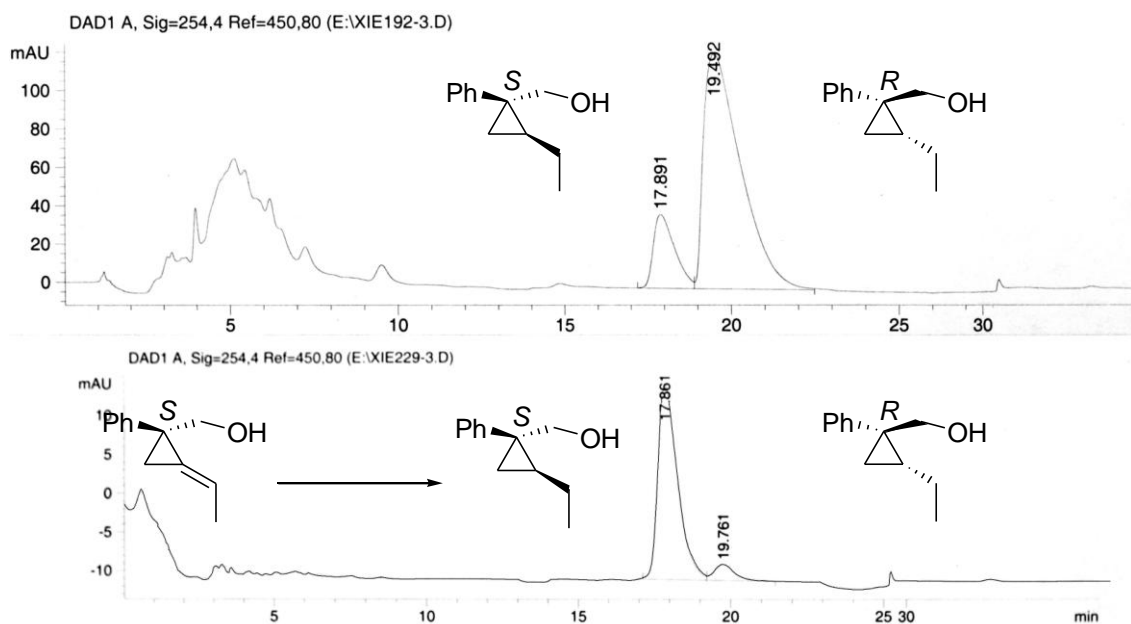 DAD1 A, Sig=254,4 Ref=450,80 (E:\XIE192-3.D)
mAU
100
80
60
40
20
0
Ph
S
OH
17.891
19.492
Ph
R
OH
5
10
15
20
25
30
DAD1 A, Sig=254,4 Ref=450,80 (E:\XIE229-3.D)
mAU
10
5
0
-5
-10
Ph
S
OH
Ph
S
OH
17.861
19.761
Ph
R
OH
5
10
15
20
25
30
min